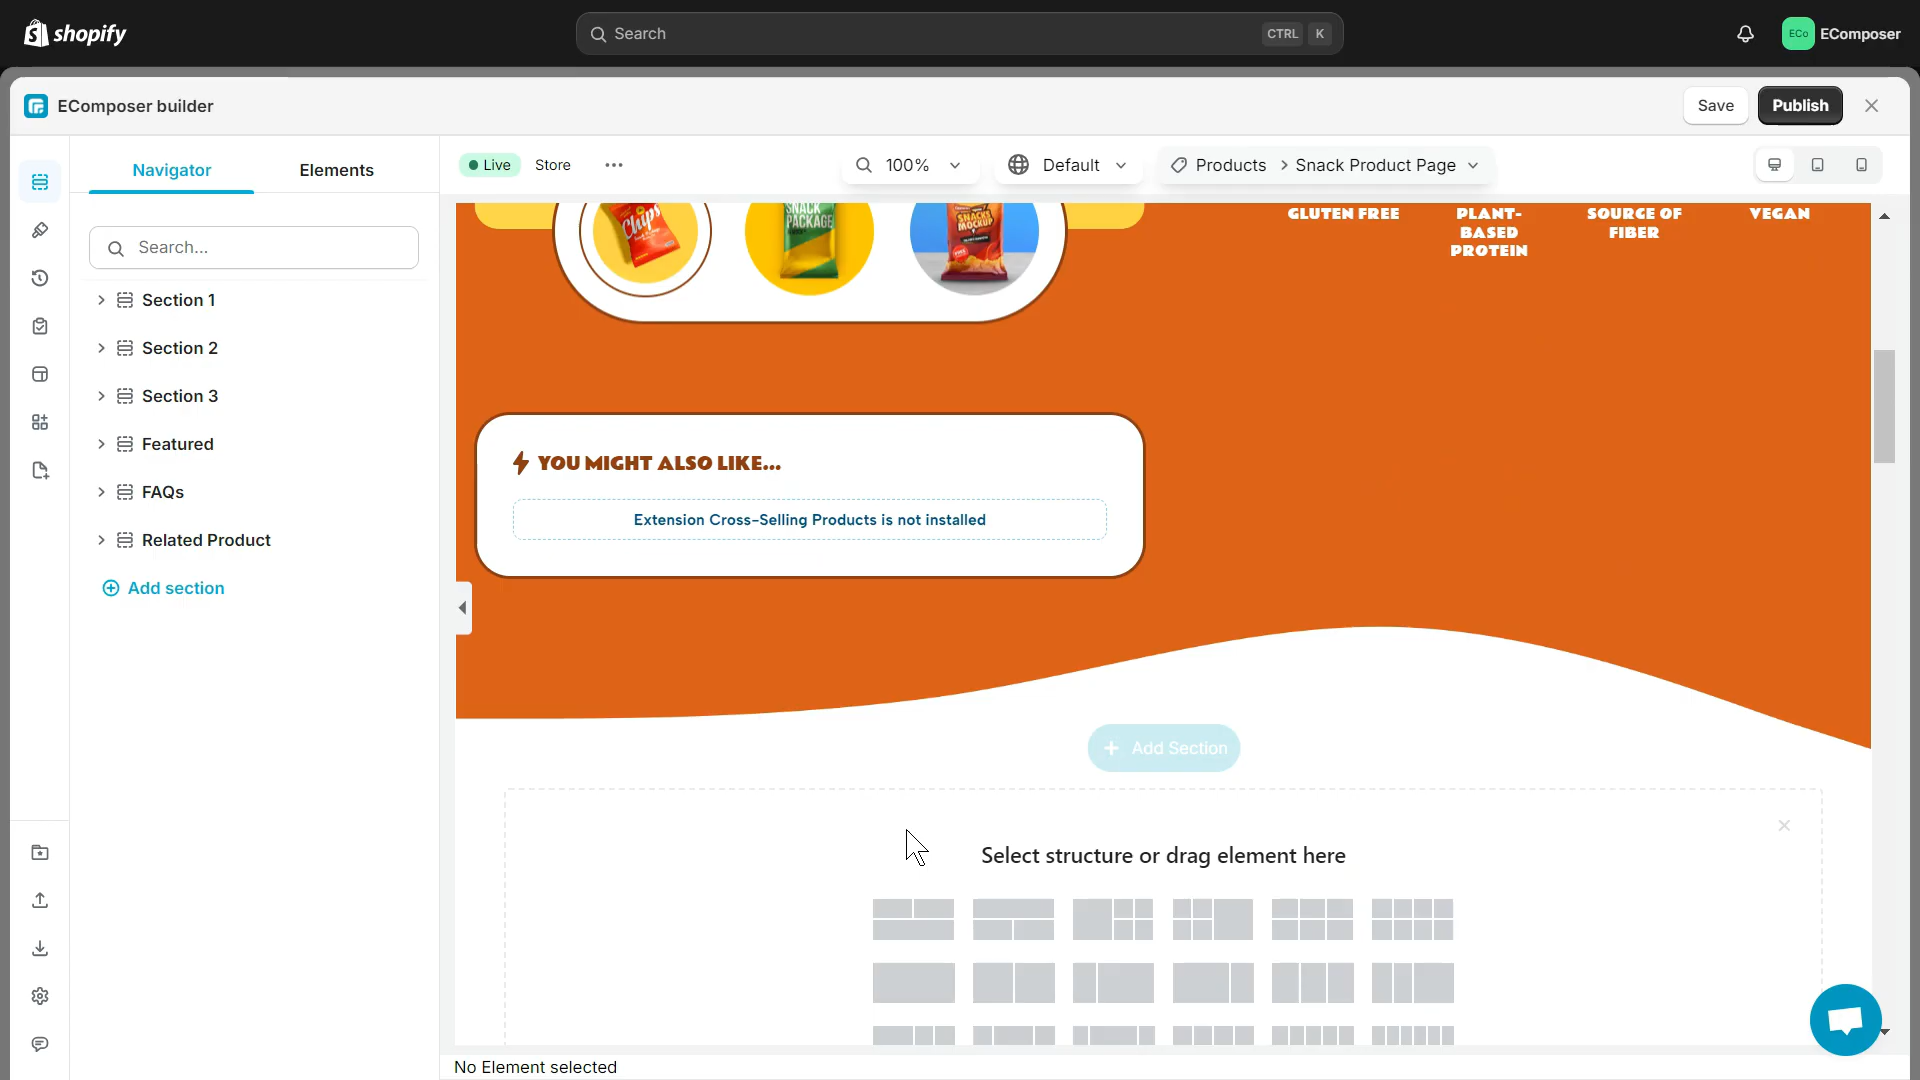 shopify
Search
CTRL K
ECo
EComposer
EComposer builder
Save
Publish
Navigator
Elements
Live
Store
100%
Default
Products > Snack Product Page
Search...
Section 1
Section 2
Section 3
Featured
FAQs
Related Product
Add section
Chips
SNACK
PACKAGE
SNACKS
MOCKUP
GLUTEN FREE
PLANT-
BASED
PROTEIN
SOURCE OF
FIBER
VEGAN
YOU MIGHT ALSO LIKE...
Extension Cross-Selling Products is not installed
+ Add Section
Select structure or drag element here
No Element selected